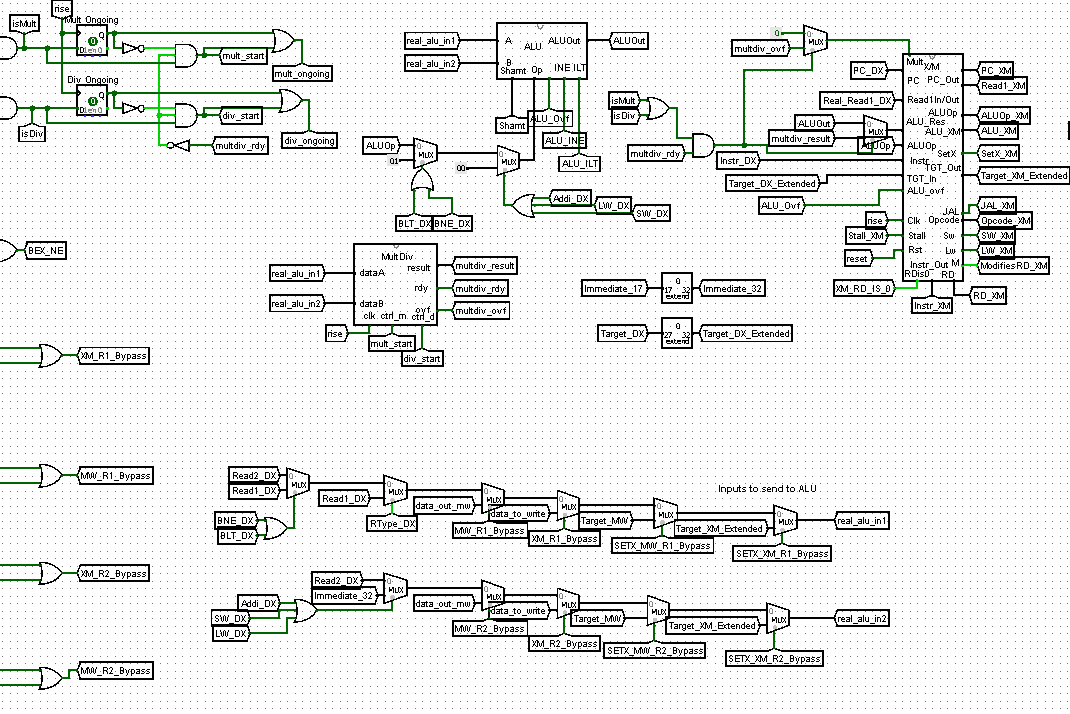 rise
isMult
Mult_Ongoing
Q
0
mult_start
mult_ongoing
Div_Ongoing
Q
0
isDiv
div_start
div_ongoing
multdiv_rdy
real_alu_in1
real_alu_in2
A
B
ALU
ALUOut
Shamt
Op
INE
ILT
ALUOut
Shamt
ALU_Ovf
ALU_INE
ALU_ILT
ALUOp
01
MUX
00
MUX
BLT_DX
BNE_DX
Addi_DX
LW_DX
SW_DX
isMult
isDiv
multdiv_rdy
0
multdiv_ovf
MUX
PC_DX
Real_Read1_DX
ALUOut
multdiv_result
MUX
ALUOp
Instr_DX
Target_DX_Extended
ALU_Ovf
rise
Stall_XM
reset
XM_RD_IS_0
Mult
X/M
PC
PC_Out
Read1In/Out
ALUOp
ALU_Res
ALU_XM
ALUOp
SetX
Instr
TGT_Out
TGT_In
ALU_ovf
JAL
Clk
Opcode
Stall
Sw
Rst
Lw
Instr_Out
M
RDis0
RD
PC_XM
Read1_XM
ALUOp_XM
ALU_XM
SetX_XM
Target_XM_Extended
JAL_XM
Opcode_XM
SW_XM
LW_XM
ModifiesRD_XM
RD_XM
Instr_XM
BEX_NE
real_alu_in1
real_alu_in2
MultDiv
result
dataA
rdy
dataB
ovf
clk
ctrl_m
ctrl_d
multdiv_result
multdiv_rdy
multdiv_ovf
rise
mult_start
div_start
Immediate_17
0
17 32
extend
Immediate_32
Target_DX
0
27 32
extend
Target_DX_Extended
XM_R1_Bypass
MW_R1_Bypass
XM_R2_Bypass
MW_R2_Bypass
Inputs to send to ALU
Read2_DX
Read1_DX
BNE_DX
BLT_DX
MUX
Read1_DX
MUX
RType_DX
data_out_mw
MUX
MW_R1_Bypass
data_to_write
MUX
XM_R1_Bypass
Target_MW
MUX
SETX_MW_R1_Bypass
Target_XM_Extended
MUX
SETX_XM_R1_Bypass
real_alu_in1
Read2_DX
Immediate_32
Addi_DX
SW_DX
LW_DX
MUX
data_out_mw
MUX
MW_R2_Bypass
data_to_write
MUX
XM_R2_Bypass
Target_MW
MUX
SETX_MW_R2_Bypass
Target_XM_Extended
MUX
SETX_XM_R2_Bypass
real_alu_in2